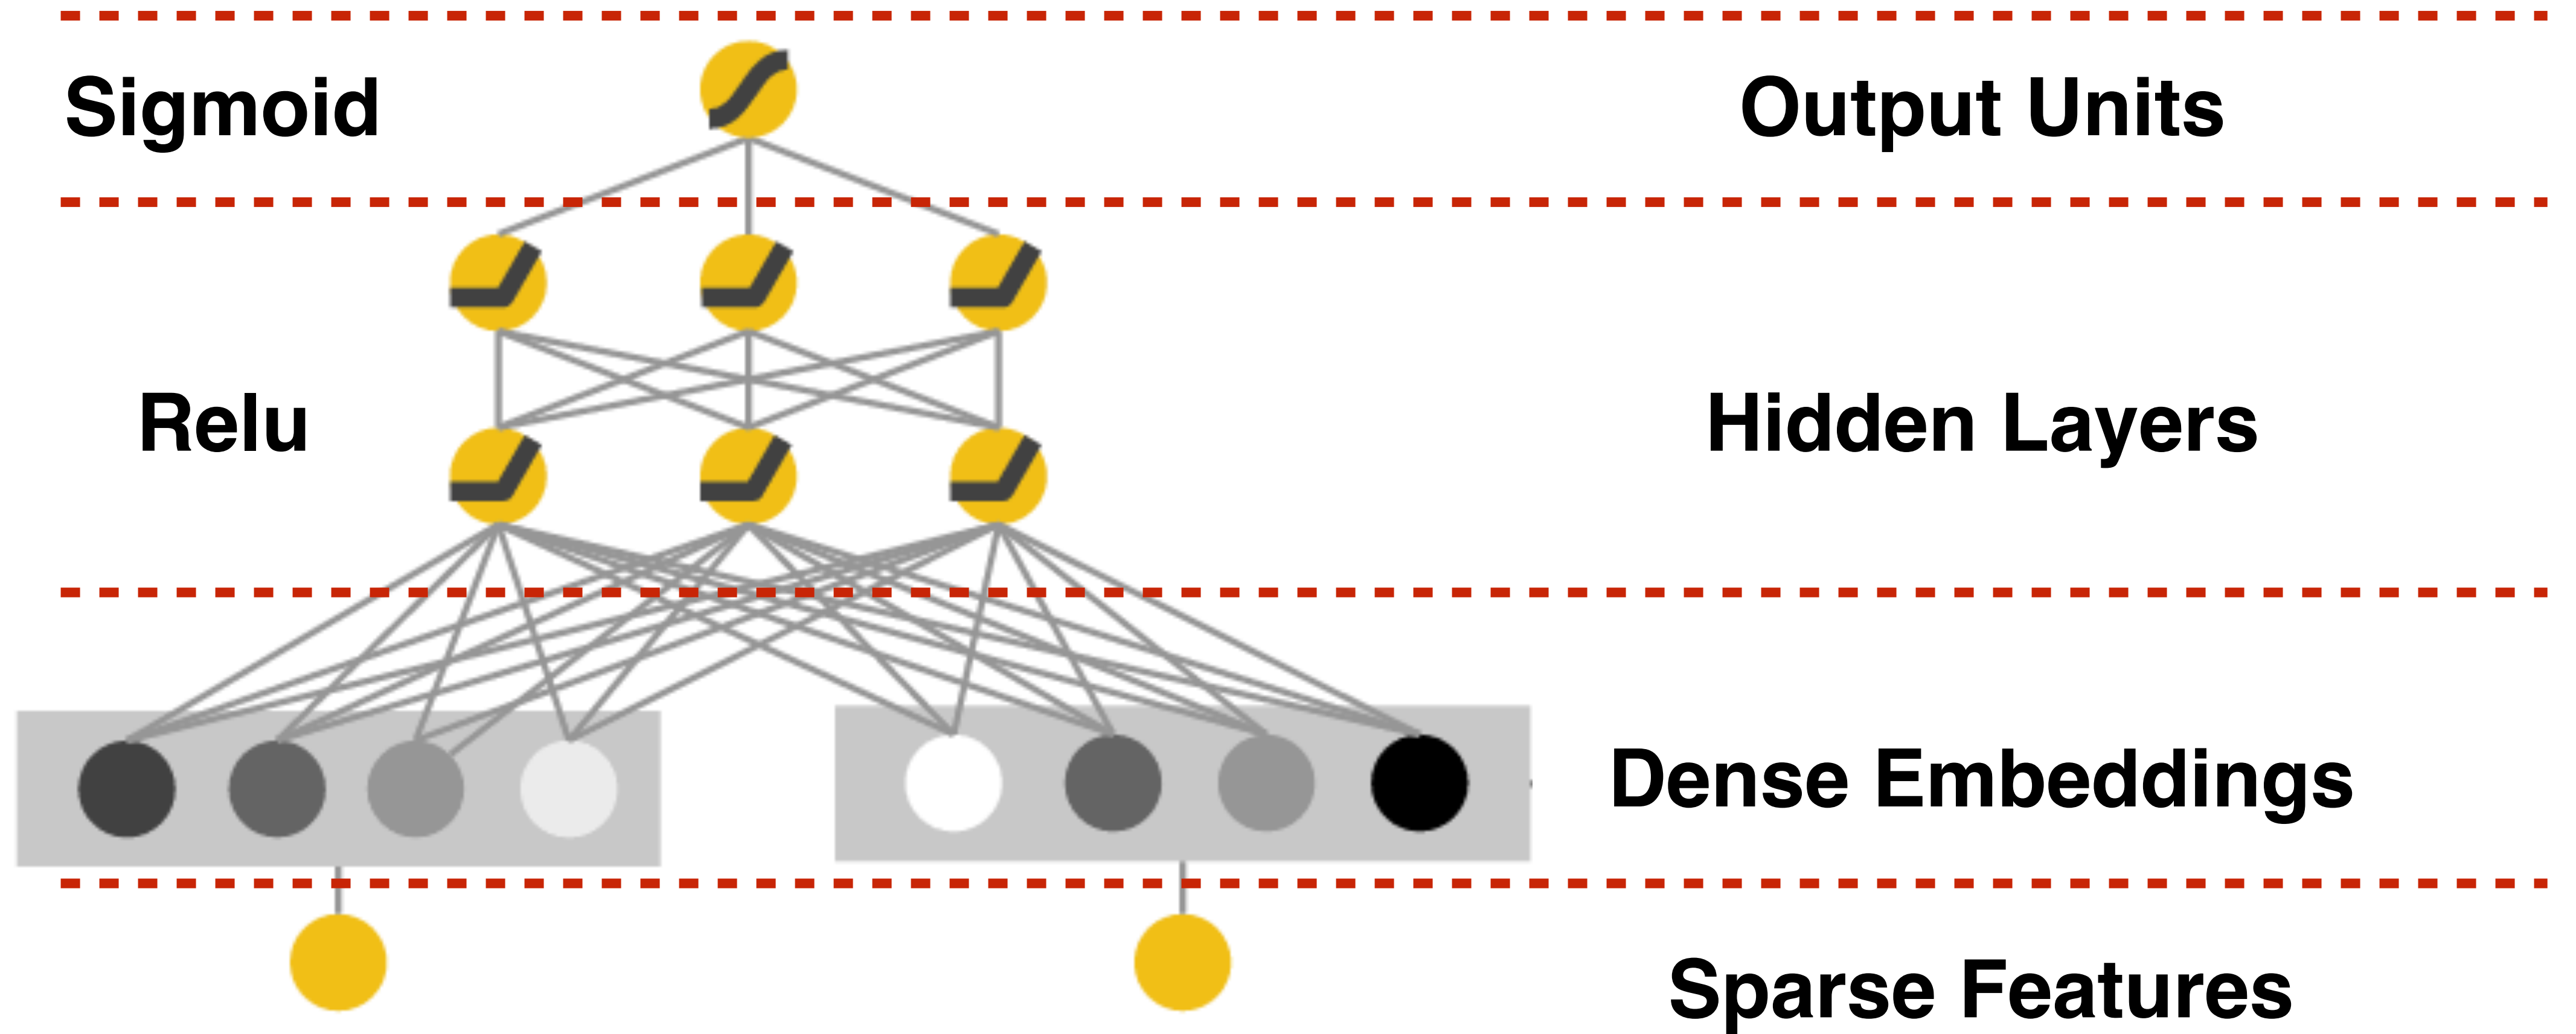 Sigmoid
Output Units
Relu
Hidden Layers
Dense Embeddings
Sparse Features